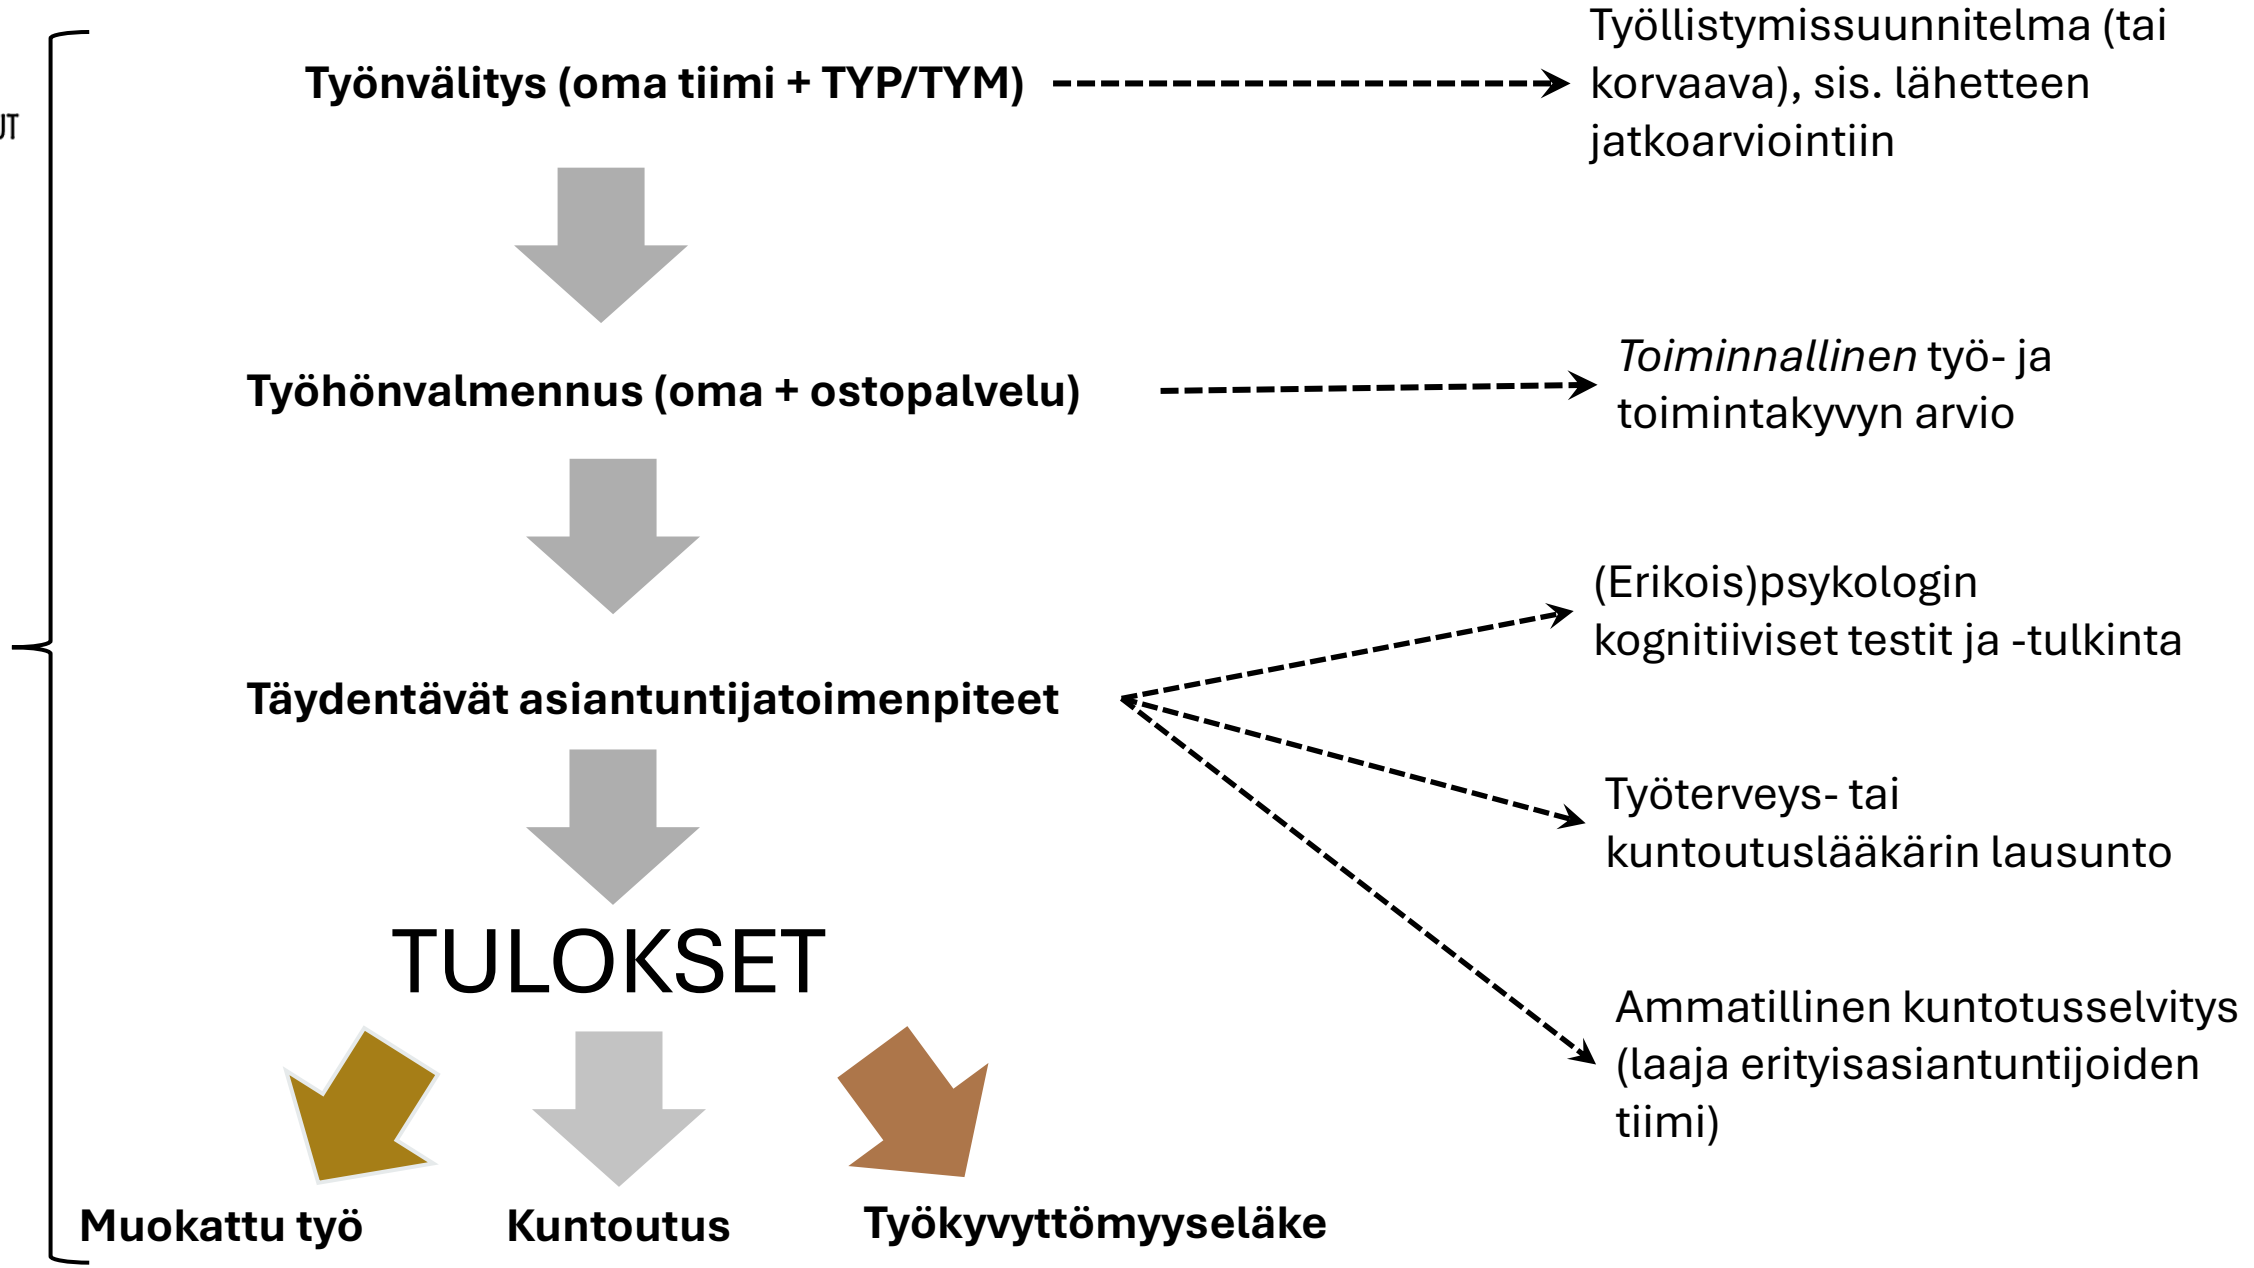 Työnvälitys (oma tiimi + TYP/TYM)
Työllistymissuunnitelma (tai
korvaava), sis. lähetteen
jatkoarviointiin
Työhönvalmennus (oma + ostopalvelu)
Toiminnallinen työ- ja
toimintakyvyn arvio
Täydentävät asiantuntijatoimenpiteet
(Erikois)psykologin
kognitiiviset testit ja -tulkinta
Työterveys- tai
kuntoutuslääkärin lausunto
Ammatillinen kuntotusselvitys
(laaja erityisasiantuntijoiden
tiimi)
TULOKSET
Muokattu työ
Kuntoutus
Työkyvyttömyyseläke